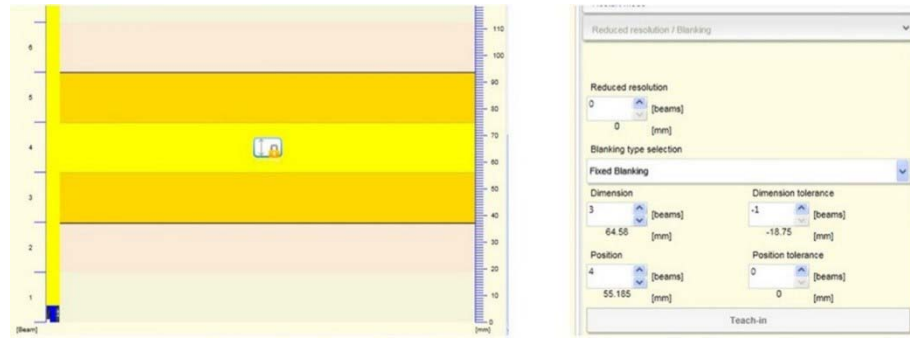 110
100
90
80
70
60
50
40
30
20
10
0
6
5
4
3
2
1
[Beam]
[mm]
Reduced resolution / Blanking
Reduced resolution
0 [beams]
0 [mm]
Blanking type selection
Fixed Blanking
Dimension Dimension tolerance
3 [beams] -1 [beams]
64.58 [mm] -18.75 [mm]
Position Position tolerance
4 [beams] 0 [beams]
55.185 [mm] 0 [mm]
Teach-in